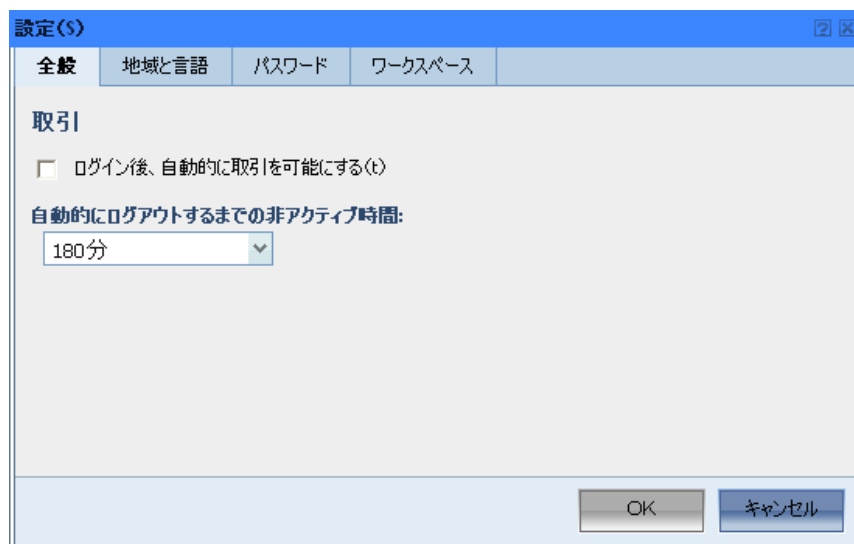 設定(S)
全般 地域と言語 パスワード ワークスペース
取引
ログイン後、自動的に取引を可能にする(t)
自動的にログアウトするまでの非アクティブ時間:
180分
OK キャンセル